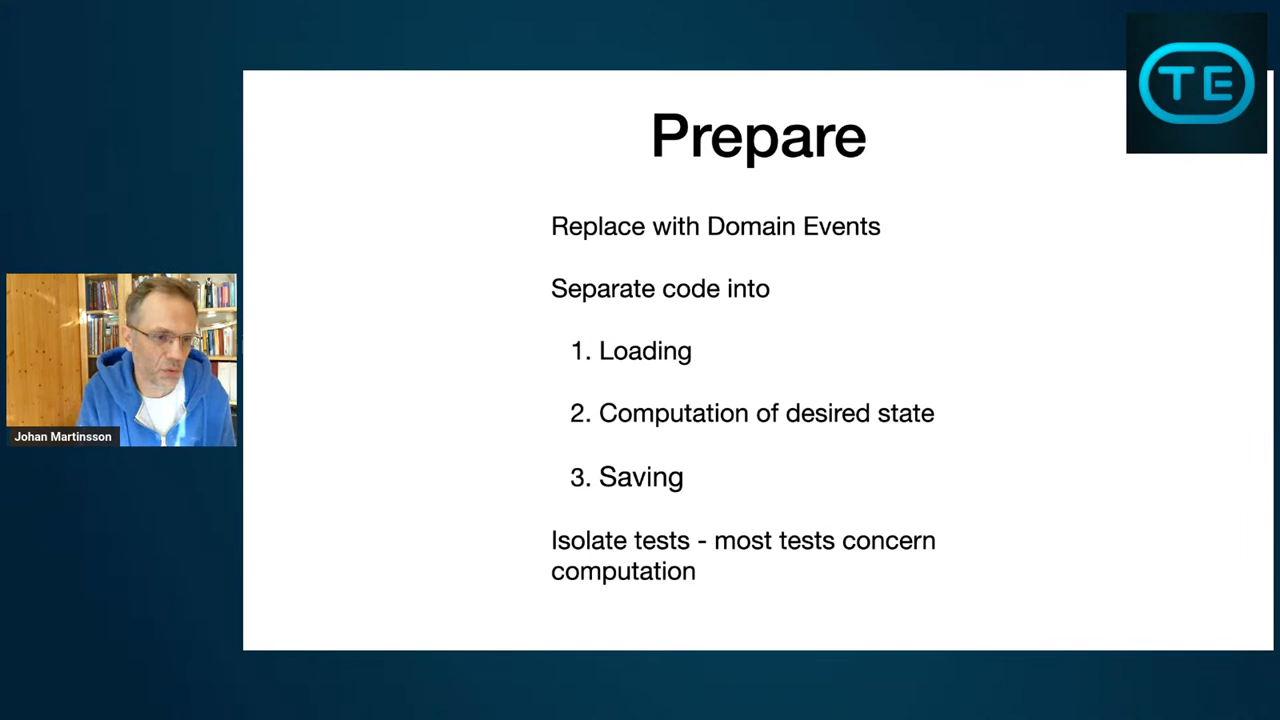 TE
Prepare
Replace with Domain Events
Separate code into
1. Loading
2. Computation of desired state
3. Saving
Isolate tests - most tests concern
computation
Johan Martinsson